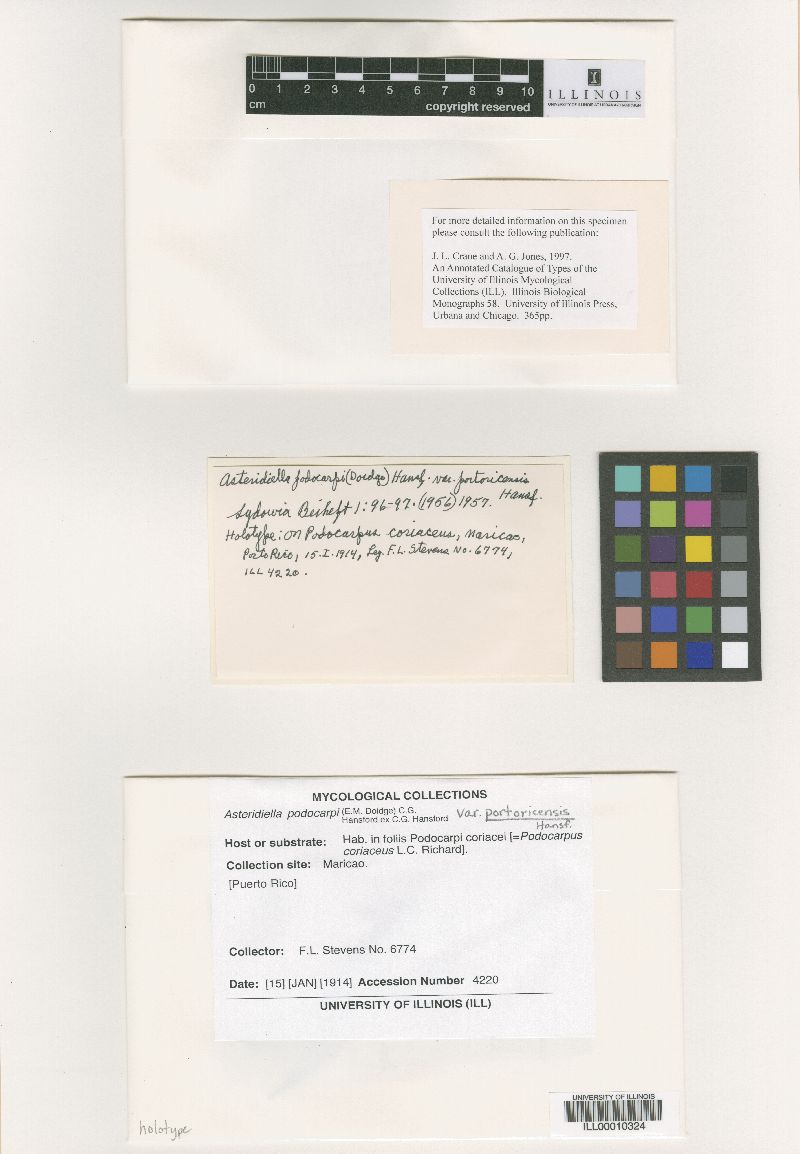 0 1 2 3 4 5 6 7 8 9 10
cm
copyright reserved
I
ILLINOIS
UNIVERSITY OF ILLINOIS AT URBANA-CHAMPAIGN
For more detailed information on this specimen
please consult the following publication:
J. L. Crane and A. G. Jones, 1997.
An Annotated Catalogue of Types of the
University of Illinois Mycological
Collections (ILL). Illinois Biological
Monographs 58. University of Illinois Press,
Urbana and Chicago. 365pp.
Asteridiella podocarpi (Doidge) Hansf. var. portoricensis
Hansf.
Sydowia Beiheft 1: 96-97. (1956) 1957.
Holotype: on Podocarpus coriaceus, Maricao,
Porto Rico, 15.I.1914, Leg. F.L. Stevens No. 6774,
ILL 4220.
MYCOLOGICAL COLLECTIONS
Asteridiella podocarpi (E.M. Doidge) C.G.
Hansford ex C.G. Hansford var. portoricensis
Hansf.
Host or substrate: Hab. in foliis Podocarpi coriacei [=Podocarpus
coriaceus L.C. Richard].
Collection site: Maricao.
[Puerto Rico]
Collector: F.L. Stevens No. 6774
Date: [15] [JAN] [1914] Accession Number 4220
UNIVERSITY OF ILLINOIS (ILL)
UNIVERSITY OF ILLINOIS
ILL00010324
holotype